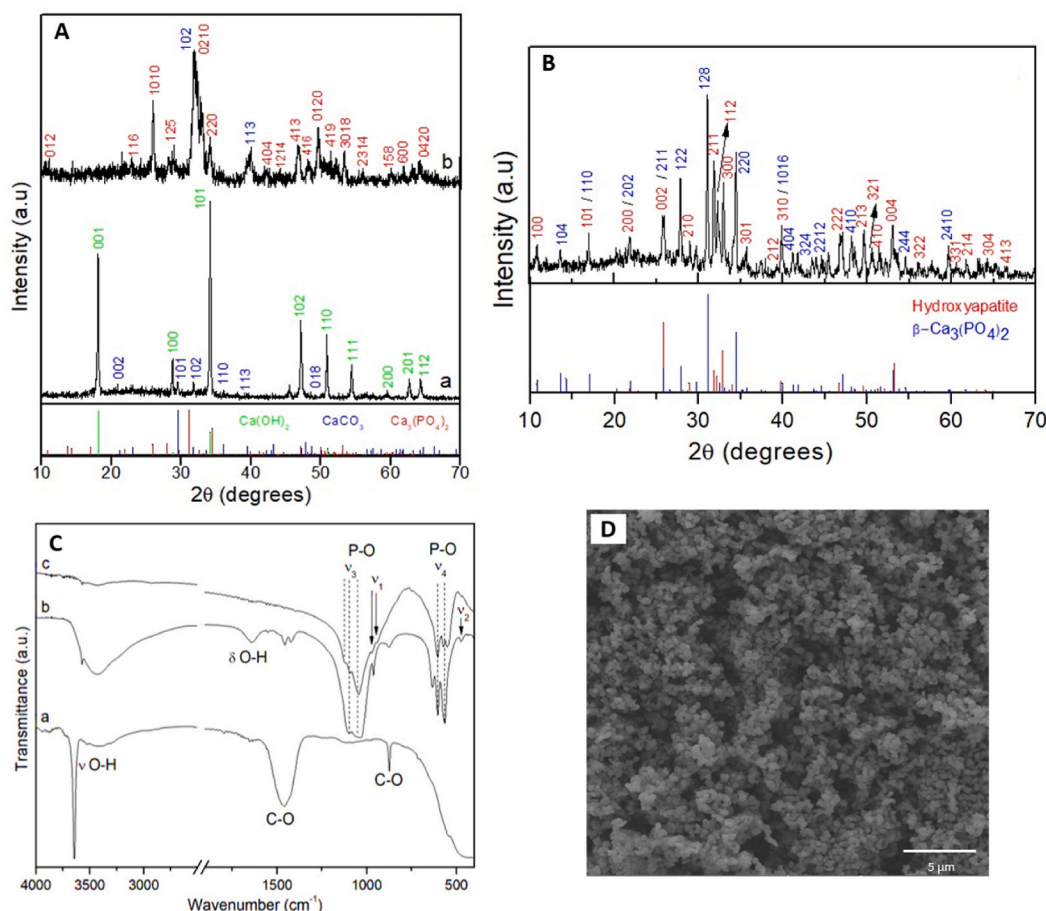 A
Intensity (a.u)
012
116
1010
125
102
0210
220
113
404
1214
413
416
0120
419
3018
2314
158
600
0420
b
001
002
100
101
102
101
110
113
102
018
110
111
200
201
112
a
Ca(OH)₂ CaCO₃ Ca₃(PO₄)₂
10 20 30 40 50 60 70
2θ (degrees)
B
Intensity (a.u)
100
104
101 / 110
200 / 202
002 / 211
122
210
128
211
112
300
220
301
212
310 / 1016
404
324
2212
222
410
213
321
410
004
244
322
2410
331
214
304
413
Hydroxyapatite
β–Ca₃(PO₄)₂
10 20 30 40 50 60 70
2θ (degrees)
C
Transmittance (a.u.)
c
b
a
P-O
ν₃
ν₁
P-O
ν₄
ν₂
δ O-H
ν O-H
C-O
C-O
4000 3500 3000 1500 1000 500
Wavenumber (cm⁻¹)
D
5 µm